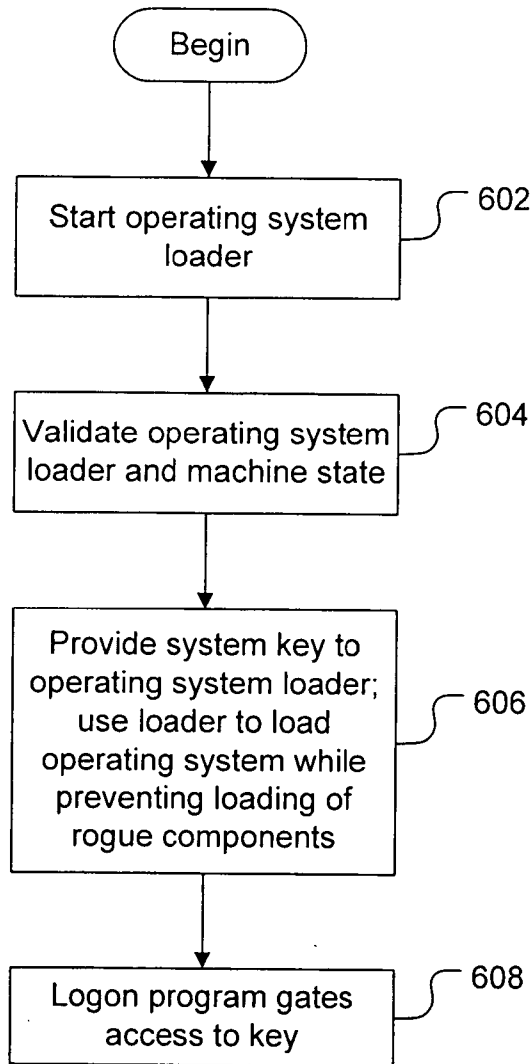 Begin
Start operating system
loader
602
Validate operating system
loader and machine state
604
Provide system key to
operating system loader;
use loader to load
operating system while
preventing loading of
rogue components
606
Logon program gates
access to key
608